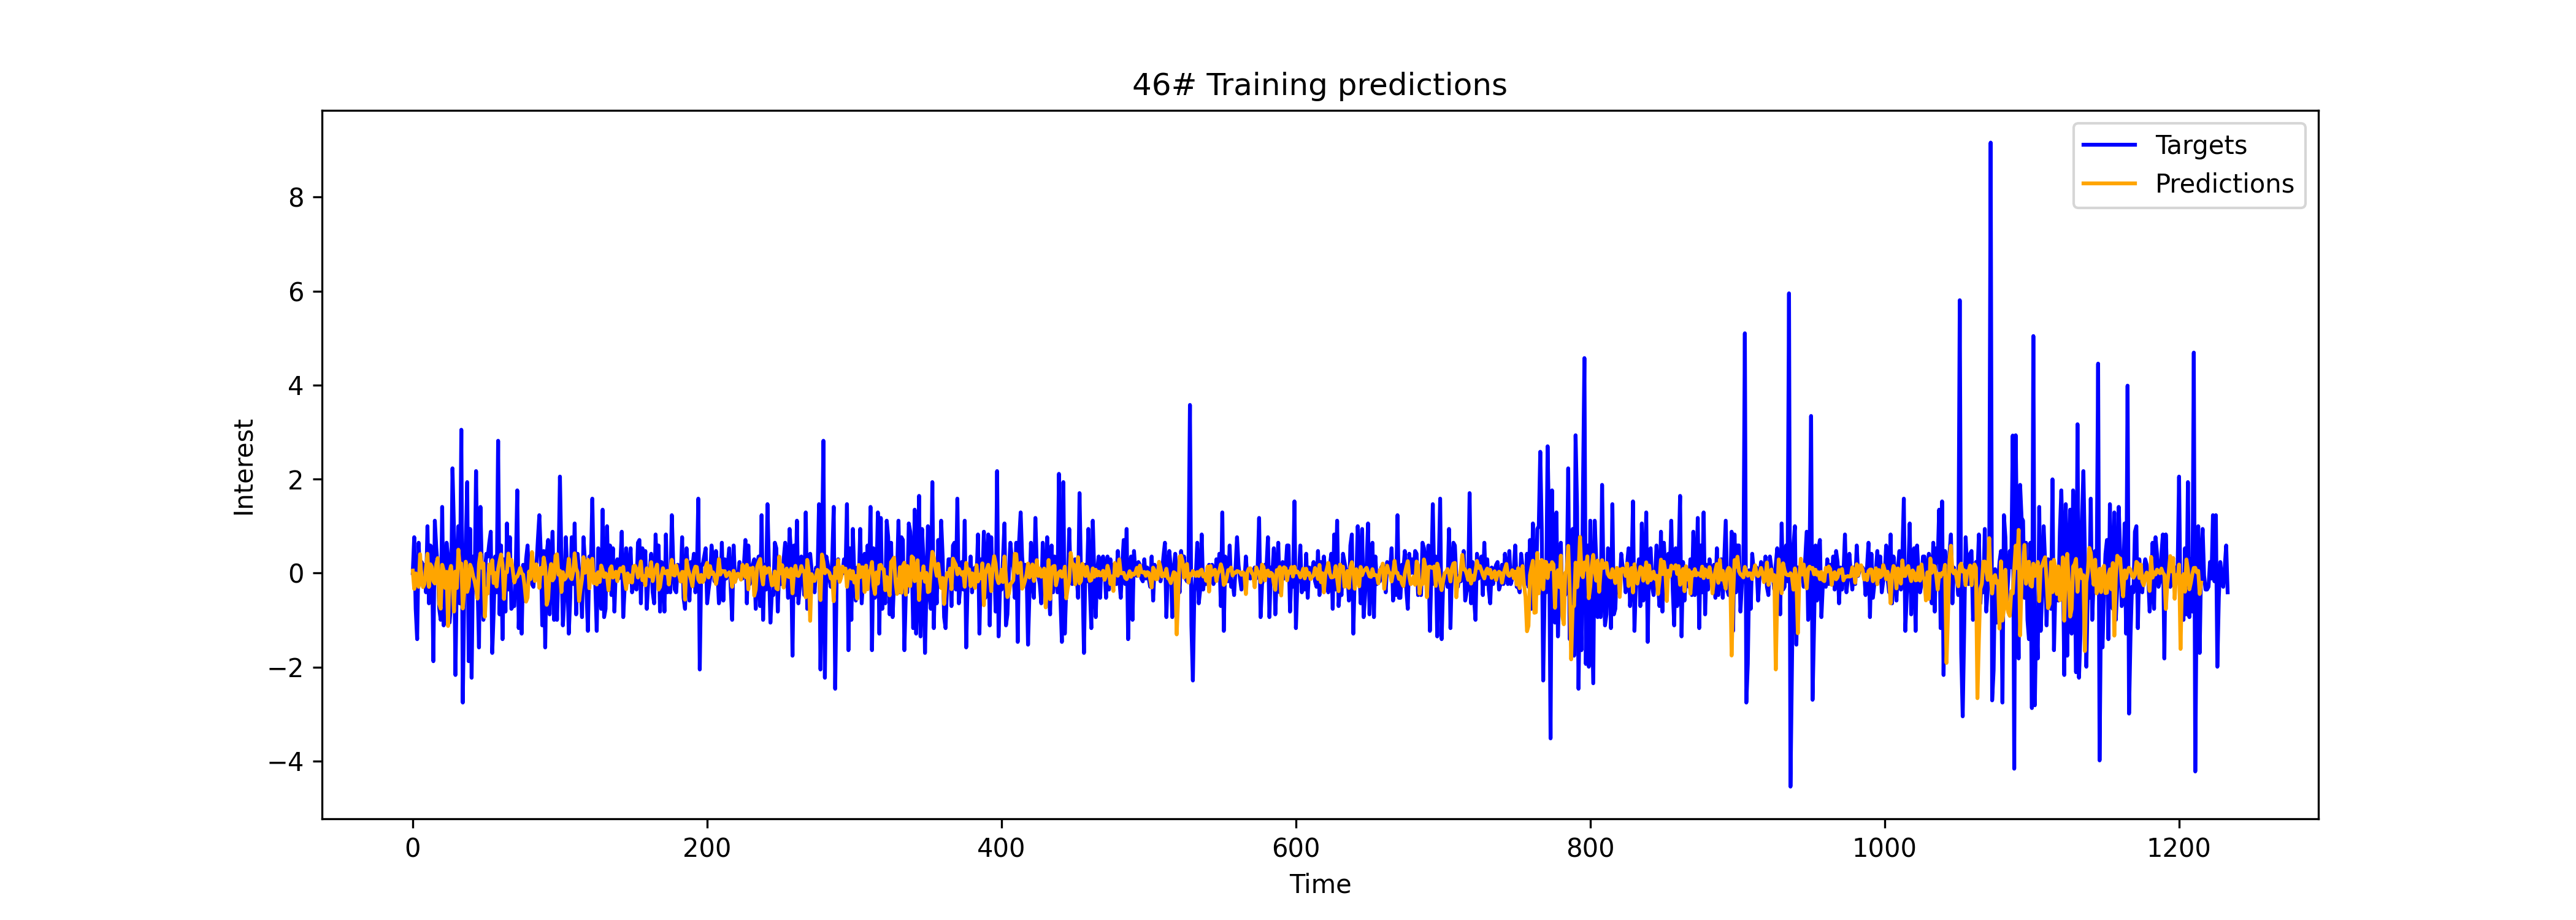 46# Training predictions
Targets
Predictions
8
6
4
2
0
−2
−4
Interest
0 200 400 600 800 1000 1200
Time